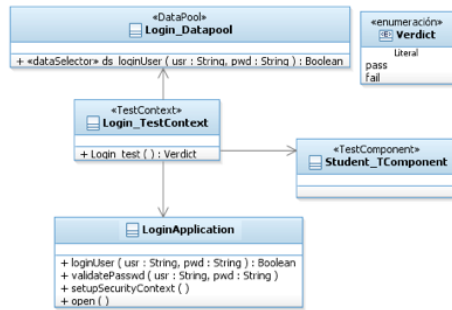 «DataPool»
Login_Datapool
+ «dataSelector» ds_loginUser ( usr : String, pwd : String ) : Boolean
«enumeración»
Verdict
Literal
pass
fail
«TestContext»
Login_TestContext
+ Login_test ( ) : Verdict
«TestComponent»
Student_TComponent
LoginApplication
+ loginUser ( usr : String, pwd : String ) : Boolean
+ validatePasswd ( usr : String, pwd : String )
+ setupSecurityContext ( )
+ open ( )